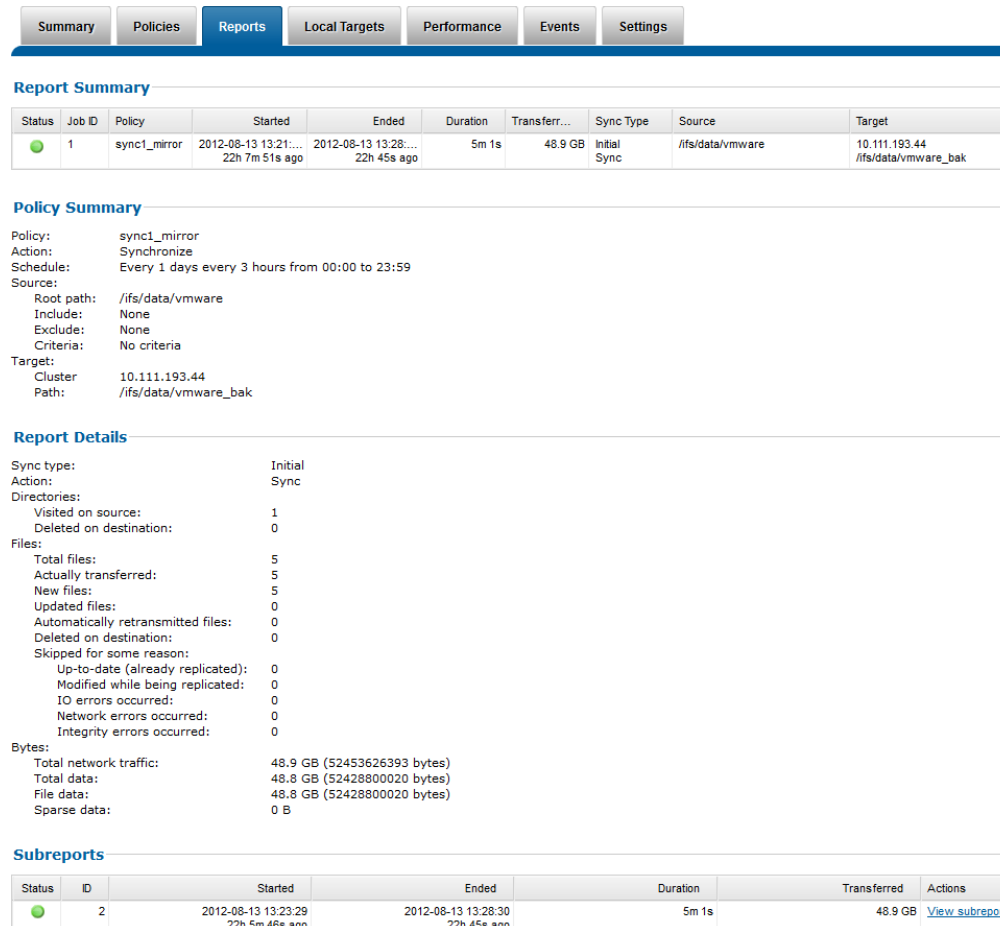 Summary Policies Reports Local Targets Performance Events Settings
Report Summary
Status Job ID Policy Started Ended Duration Transferr... Sync Type Source Target
1 sync1_mirror 2012-08-13 13:21:... 2012-08-13 13:28:... 5m 1s 48.9 GB Initial /ifs/data/vmware 10.111.193.44
22h 7m 51s ago 22h 45s ago Sync /ifs/data/vmware_bak
Policy Summary
Policy: sync1_mirror
Action: Synchronize
Schedule: Every 1 days every 3 hours from 00:00 to 23:59
Source:
Root path: /ifs/data/vmware
Include: None
Exclude: None
Criteria: No criteria
Target:
Cluster 10.111.193.44
Path: /ifs/data/vmware_bak
Report Details
Sync type: Initial
Action: Sync
Directories:
Visited on source: 1
Deleted on destination: 0
Files:
Total files: 5
Actually transferred: 5
New files: 5
Updated files: 0
Automatically retransmitted files: 0
Deleted on destination: 0
Skipped for some reason:
Up-to-date (already replicated): 0
Modified while being replicated: 0
IO errors occurred: 0
Network errors occurred: 0
Integrity errors occurred: 0
Bytes:
Total network traffic: 48.9 GB (52453626393 bytes)
Total data: 48.8 GB (52428800020 bytes)
File data: 48.8 GB (52428800020 bytes)
Sparse data: 0 B
Subreports
Status ID Started Ended Duration Transferred Actions
2 2012-08-13 13:23:29 2012-08-13 13:28:30 5m 1s 48.9 GB View subrepo
22h 5m 46s ago 22h 45s ago